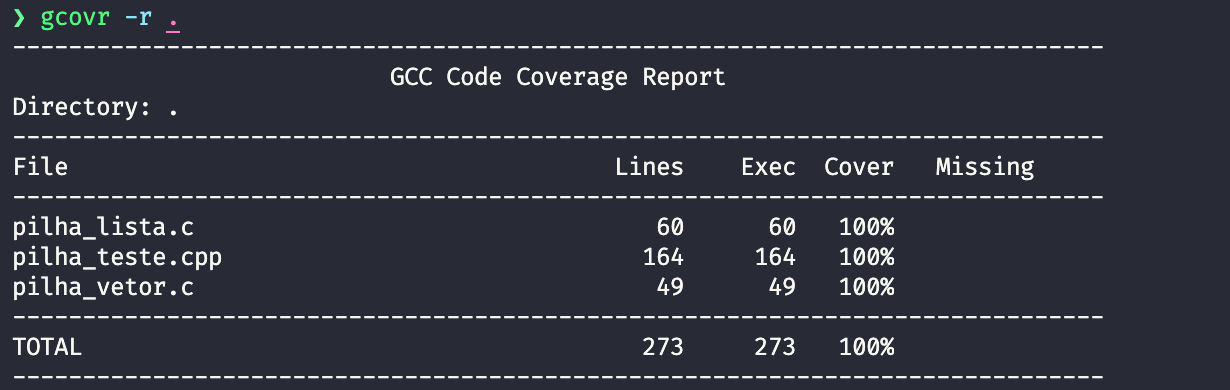 ❯ gcovr -r .
------------------------------------------------------------------------------
GCC Code Coverage Report
Directory: .
------------------------------------------------------------------------------
File Lines Exec Cover Missing
------------------------------------------------------------------------------
pilha_lista.c 60 60 100%
pilha_teste.cpp 164 164 100%
pilha_vetor.c 49 49 100%
------------------------------------------------------------------------------
TOTAL 273 273 100%
------------------------------------------------------------------------------